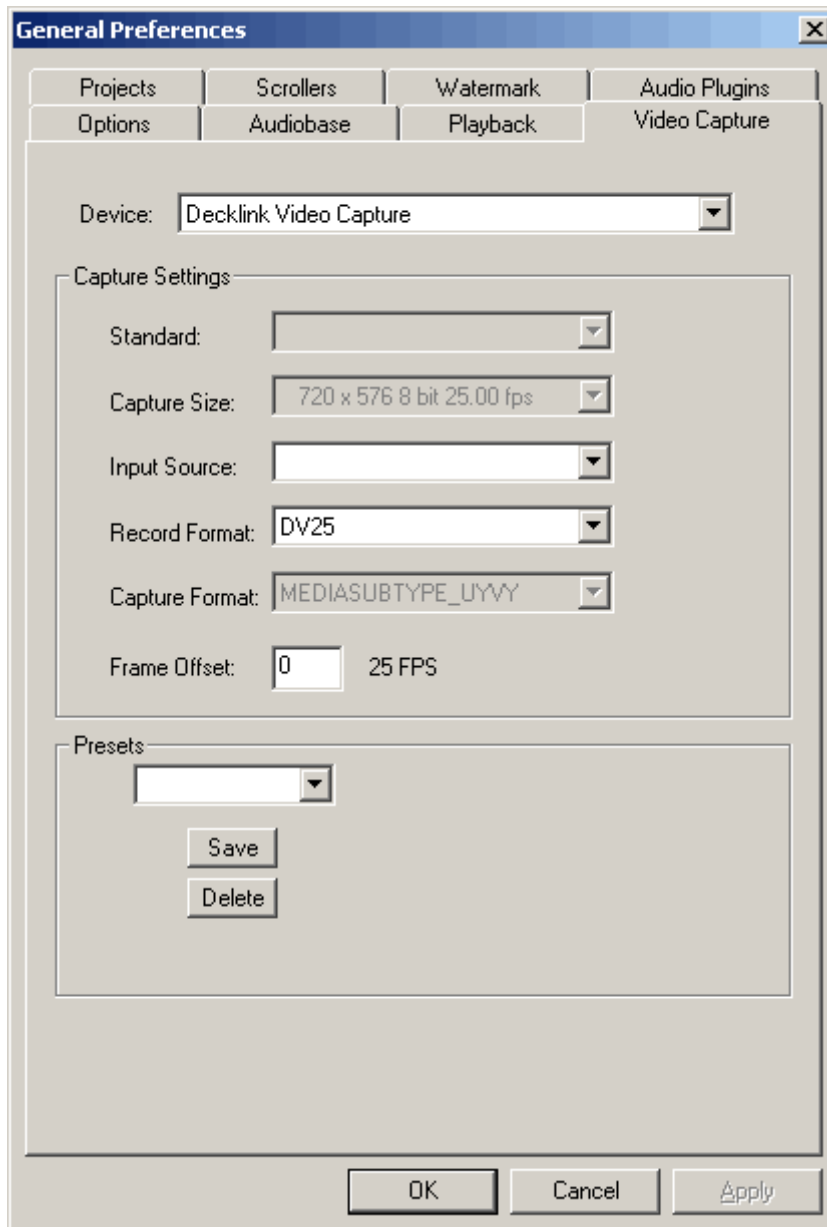 General Preferences
Projects Scrollers Watermark Audio Plugins
Options Audiobase Playback Video Capture
Device: Decklink Video Capture
Capture Settings
Standard:
Capture Size: 720 x 576 8 bit 25.00 fps
Input Source:
Record Format: DV25
Capture Format: MEDIASUBTYPE_UYVY
Frame Offset: 0 25 FPS
Presets
Save
Delete
OK Cancel Apply